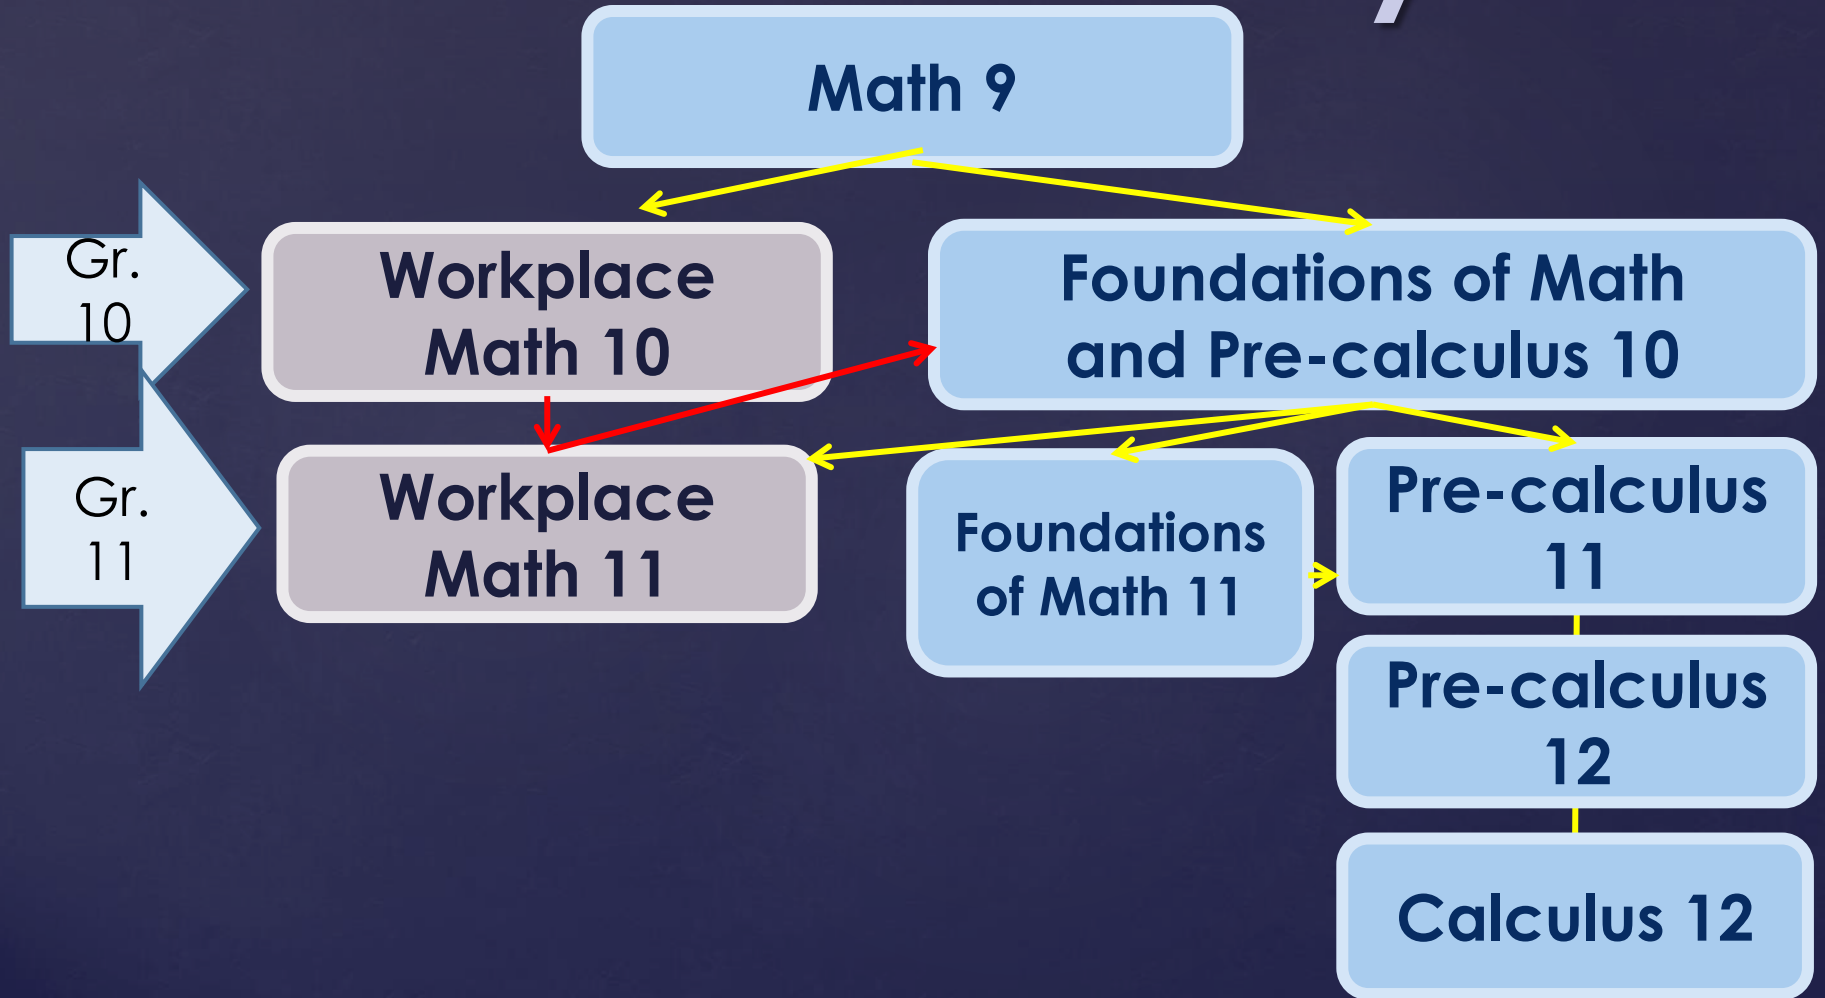 Math 9
Gr.
10
Workplace
Math 10
Foundations of Math
and Pre-calculus 10
Gr.
11
Workplace
Math 11
Foundations
of Math 11
Pre-calculus
11
Pre-calculus
12
Calculus 12